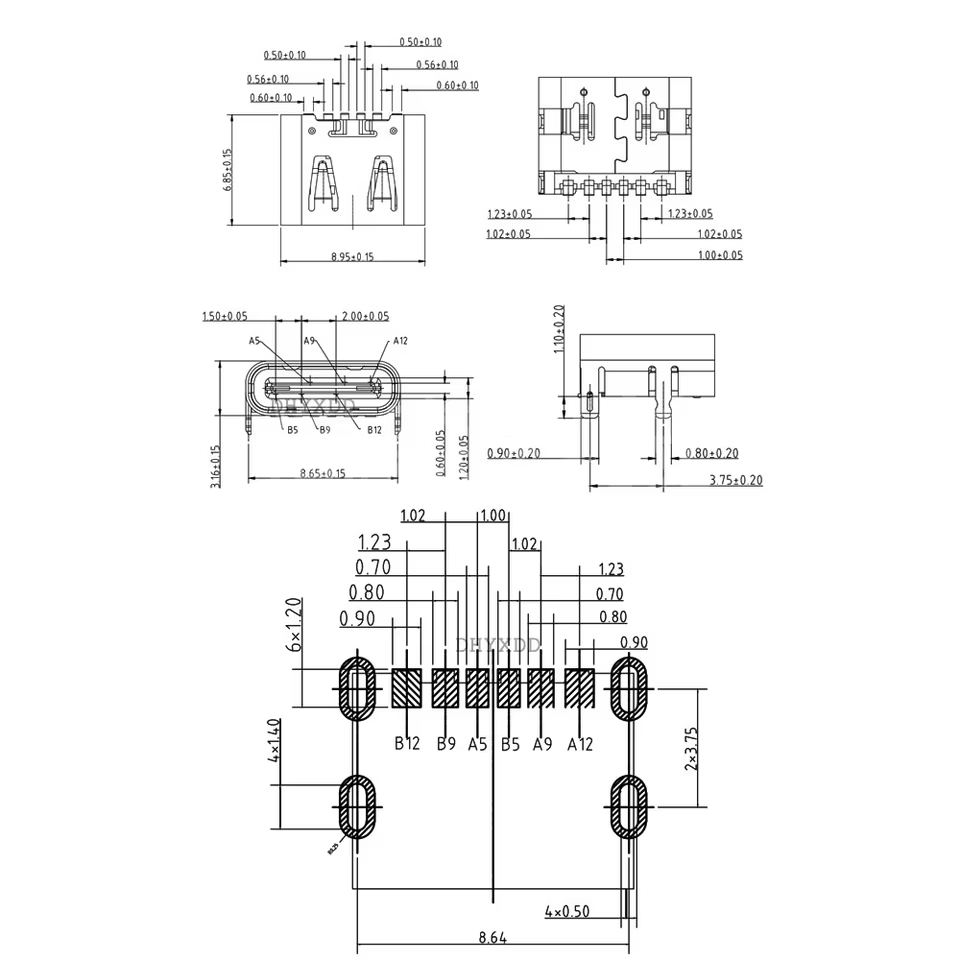 0.50±0.10
0.50±0.10
0.56±0.10
0.56±0.10
0.60±0.10
0.60±0.10
6.85±0.15
8.95±0.15
1.23±0.05
1.23±0.05
1.02±0.05
1.02±0.05
1.00±0.05
1.50±0.05
2.00±0.05
A5
A9
A12
DHYXDD
B5
B9
B12
3.16±0.15
8.65±0.15
0.60±0.05
1.20±0.05
1.10±0.20
0.90±0.20
0.80±0.20
3.75±0.20
1.02
1.00
1.23
1.02
0.70
1.23
0.80
0.70
0.90
0.80
6×1.20
DHYXDD
0.90
B12
B9
A5
B5
A9
A12
4×1.40
2×3.75
R0.25
4×0.50
8.64